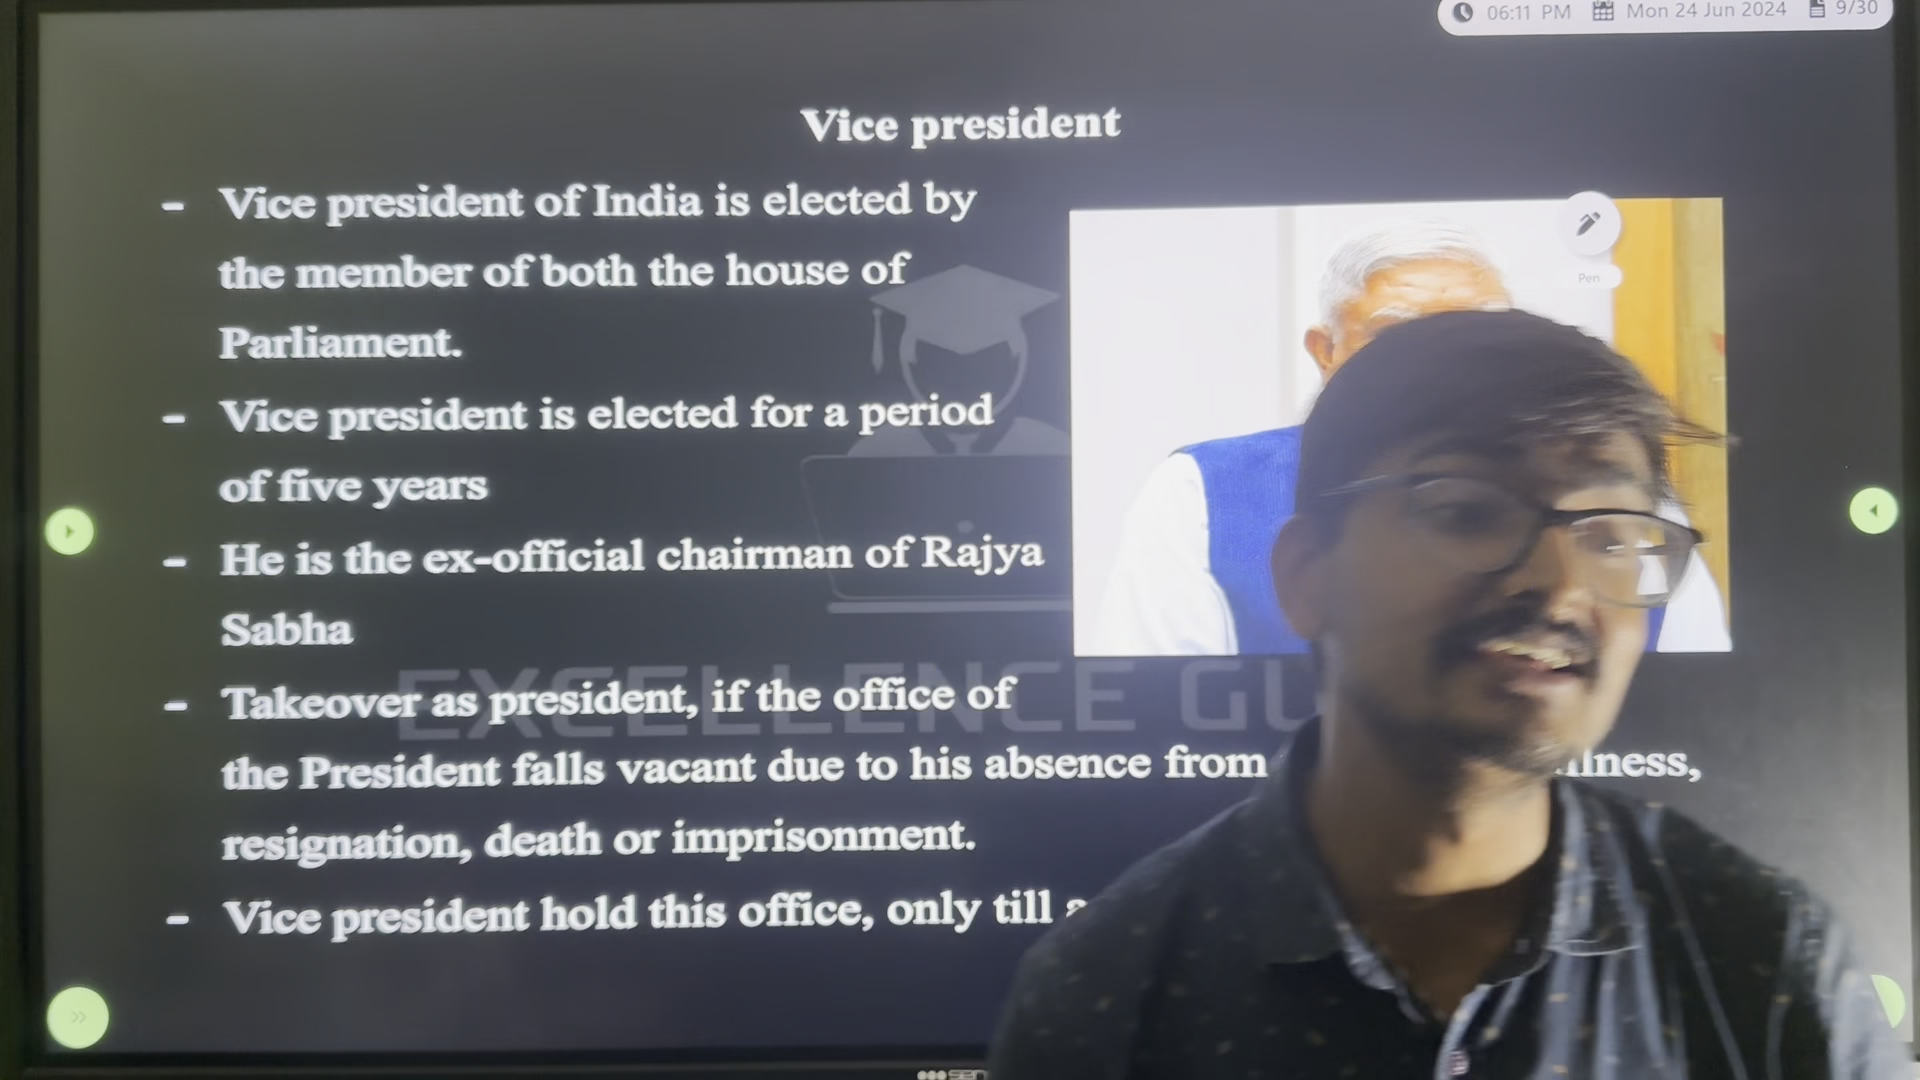 06:11 PM Mon 24 Jun 2024 9/30
Vice president
- Vice president of India is elected by
the member of both the house of
Parliament.
Pen
- Vice president is elected for a period
of five years
- He is the ex-official chairman of Rajya
Sabha
EXCELLENCE
- Takeover as president, if the office of
the President falls vacant due to his absence from
resignation, death or imprisonment.
- Vice president hold this office, only till